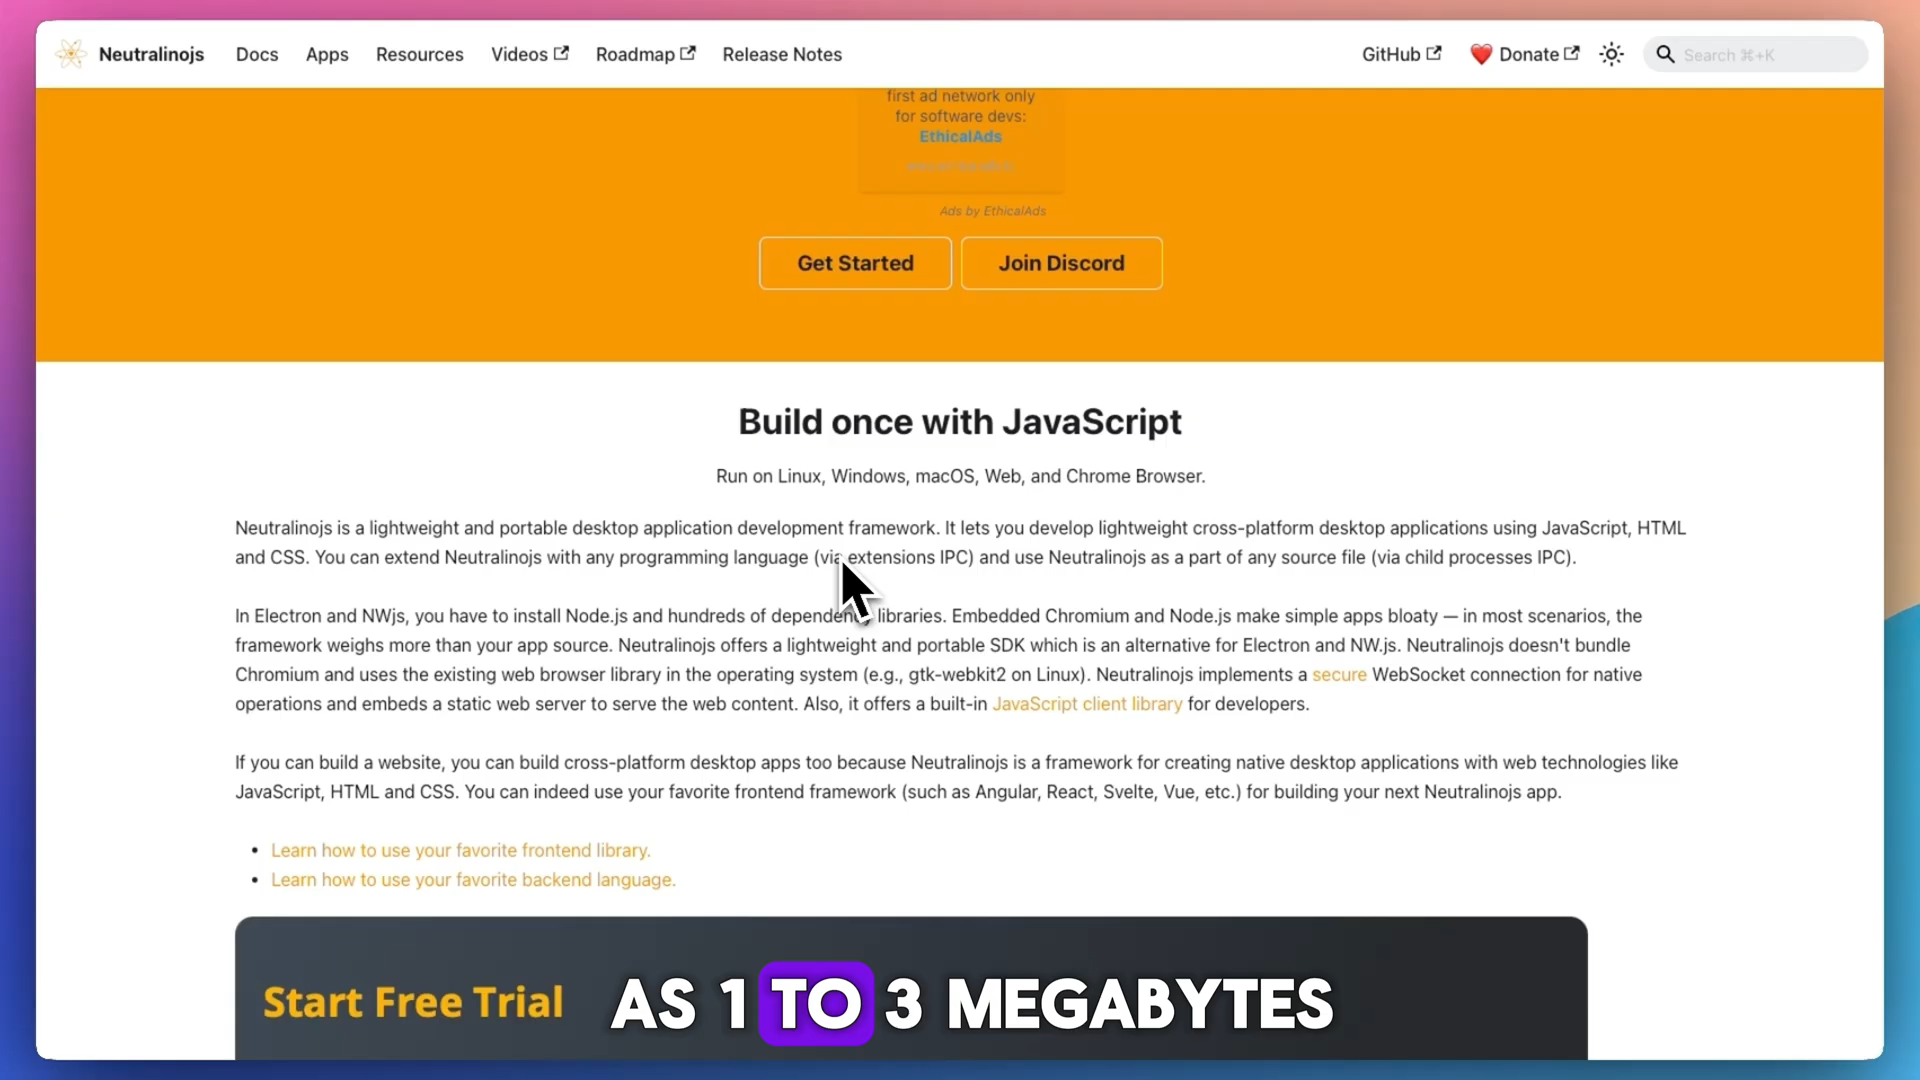 Neutralinojs Docs Apps Resources Videos Roadmap Release Notes GitHub Donate Search ⌘+K
first ad network only
for software devs:
EthicalAds
Ads by EthicalAds
Get Started Join Discord
Build once with JavaScript
Run on Linux, Windows, macOS, Web, and Chrome Browser.
Neutralinojs is a lightweight and portable desktop application development framework. It lets you develop lightweight cross-platform desktop applications using JavaScript, HTML
and CSS. You can extend Neutralinojs with any programming language (via extensions IPC) and use Neutralinojs as a part of any source file (via child processes IPC).
In Electron and NWjs, you have to install Node.js and hundreds of dependency libraries. Embedded Chromium and Node.js make simple apps bloaty — in most scenarios, the
framework weighs more than your app source. Neutralinojs offers a lightweight and portable SDK which is an alternative for Electron and NW.js. Neutralinojs doesn't bundle
Chromium and uses the existing web browser library in the operating system (e.g., gtk-webkit2 on Linux). Neutralinojs implements a secure WebSocket connection for native
operations and embeds a static web server to serve the web content. Also, it offers a built-in JavaScript client library for developers.
If you can build a website, you can build cross-platform desktop apps too because Neutralinojs is a framework for creating native desktop applications with web technologies like
JavaScript, HTML and CSS. You can indeed use your favorite frontend framework (such as Angular, React, Svelte, Vue, etc.) for building your next Neutralinojs app.
• Learn how to use your favorite frontend library.
• Learn how to use your favorite backend language.
Start Free Trial
AS 1 TO 3 MEGABYTES